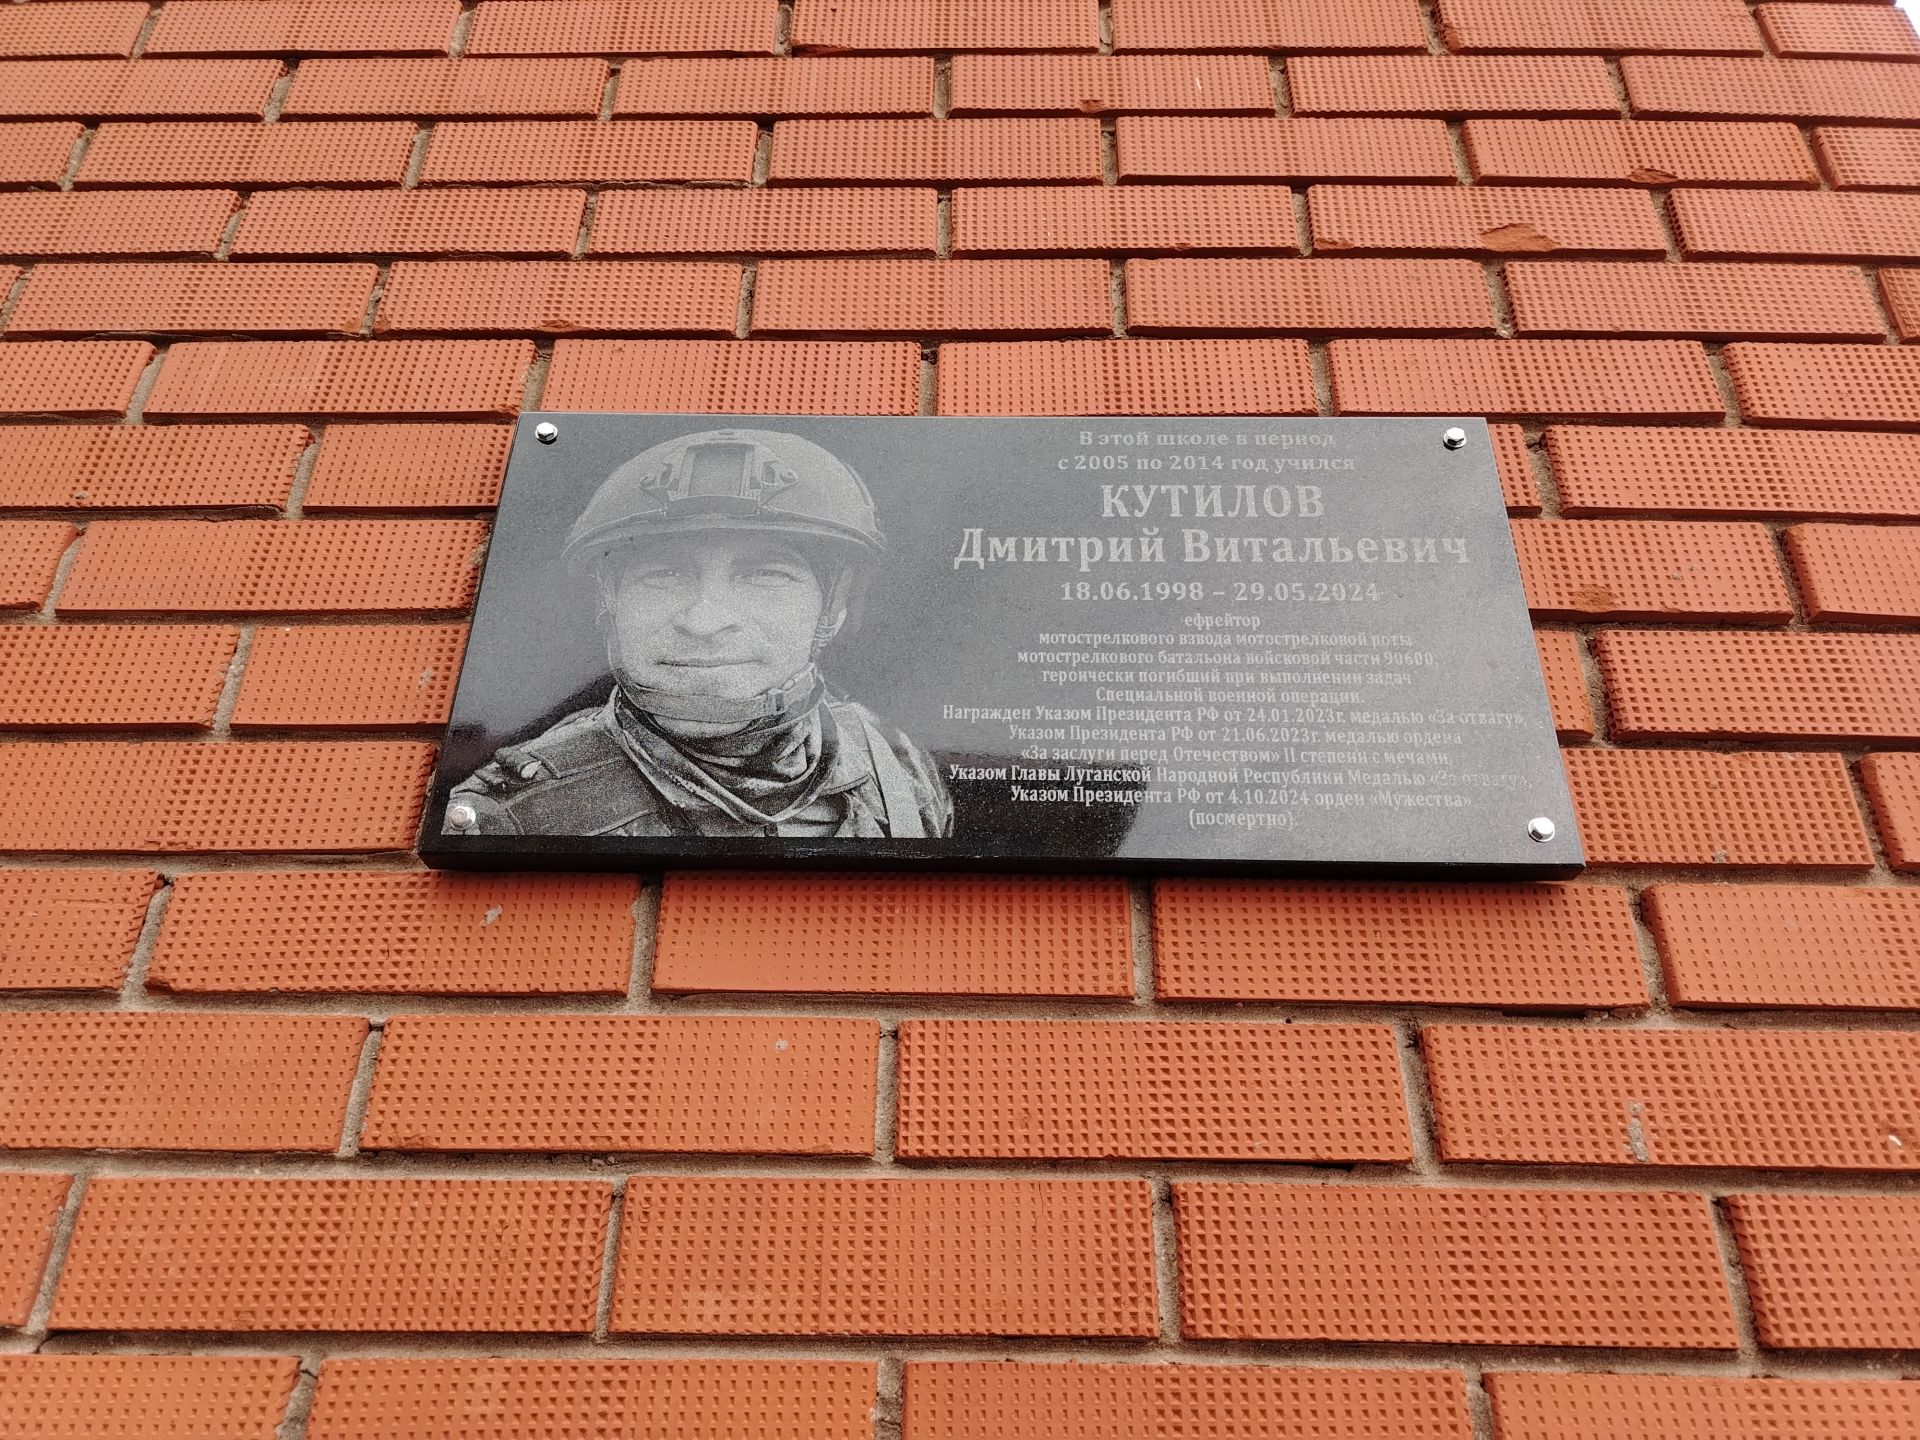 В этой школе в период
с 2005 по 2014 год учился
КУТИЛОВ
Дмитрий Витальевич
18.06.1998 – 29.05.2024
ефрейтор
мотострелкового взвода мотострелковой роты
мотострелкового батальона войсковой части 90600,
героически погибший при выполнении задач
Специальной военной операции.
Награжден Указом Президента РФ от 24.01.2023г. медалью «За отвагу»,
Указом Президента РФ от 21.06.2023г. медалью ордена
«За заслуги перед Отечеством» II степени с мечами,
Указом Главы Луганской Народной Республики Медалью «За отвагу»,
Указом Президента РФ от 4.10.2024 орден «Мужества»
(посмертно)